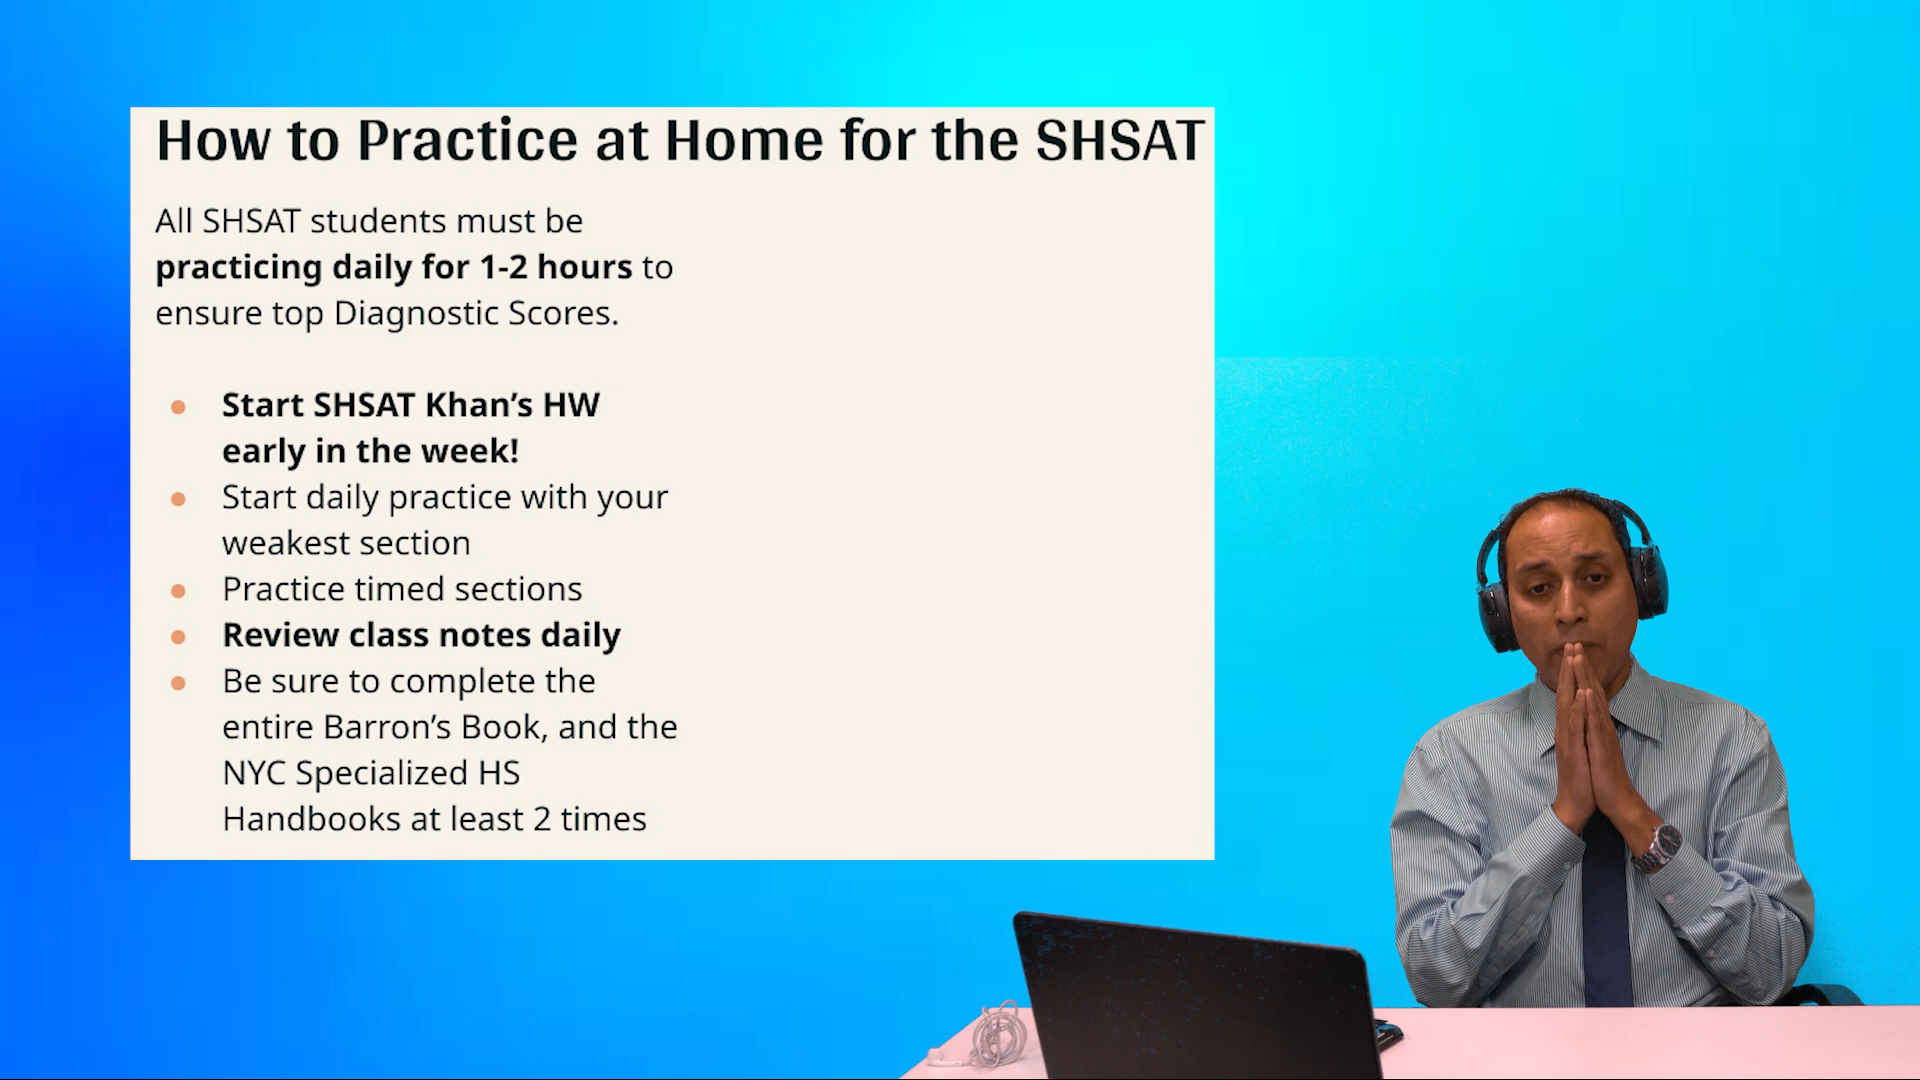 How to Practice at Home for the SHSAT
All SHSAT students must be
practicing daily for 1-2 hours to
ensure top Diagnostic Scores.
● Start SHSAT Khan’s HW
early in the week!
● Start daily practice with your
weakest section
● Practice timed sections
● Review class notes daily
● Be sure to complete the
entire Barron’s Book, and the
NYC Specialized HS
Handbooks at least 2 times